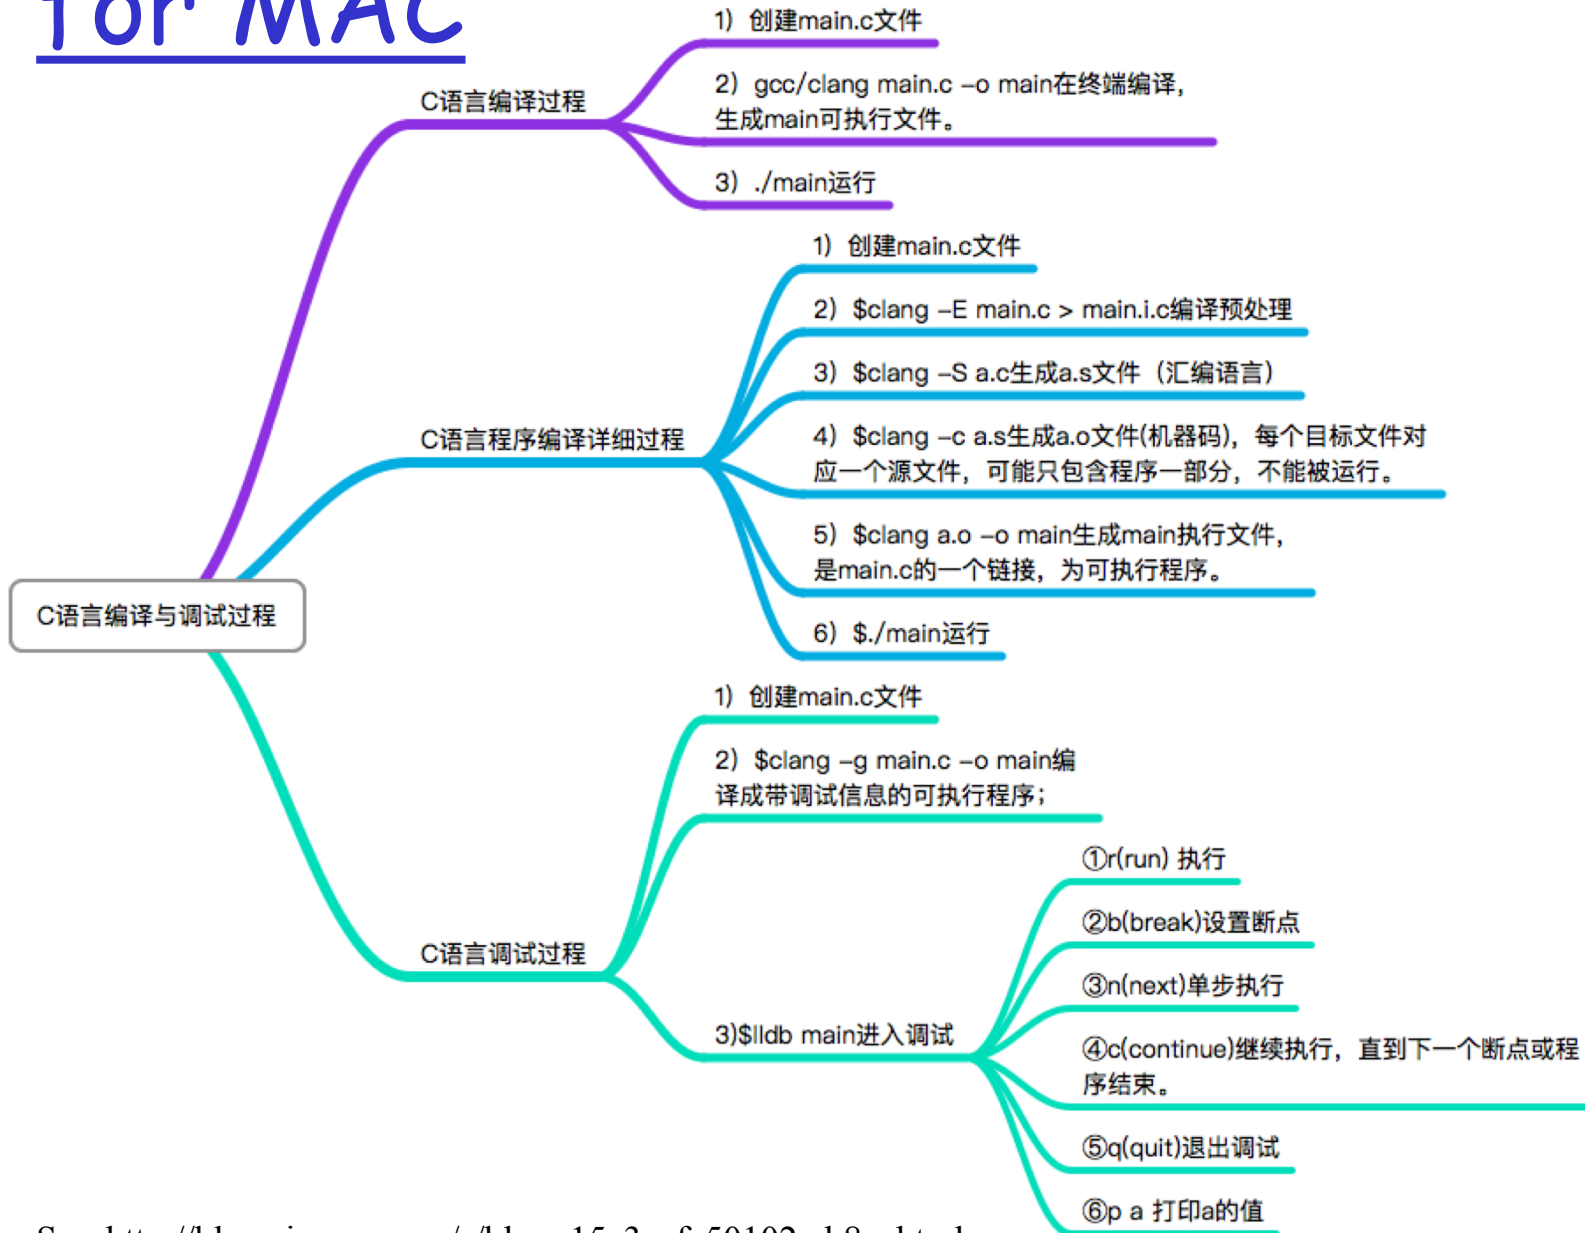 for MAC
C语言编译过程
1）创建main.c文件
2）gcc/clang main.c –o main在终端编译，
生成main可执行文件。
3）./main运行
C语言程序编译详细过程
1）创建main.c文件
2）$clang –E main.c > main.i.c编译预处理
3）$clang –S a.c生成a.s文件（汇编语言）
4）$clang –c a.s生成a.o文件(机器码)，每个目标文件对
应一个源文件，可能只包含程序一部分，不能被运行。
5）$clang a.o –o main生成main执行文件，
是main.c的一个链接，为可执行程序。
6）$./main运行
C语言编译与调试过程
C语言调试过程
1）创建main.c文件
2）$clang –g main.c –o main编
译成带调试信息的可执行程序；
3)$lldb main进入调试
①r(run) 执行
②b(break)设置断点
③n(next)单步执行
④c(continue)继续执行，直到下一个断点或程
序结束。
⑤q(quit)退出调试
⑥p a 打印a的值